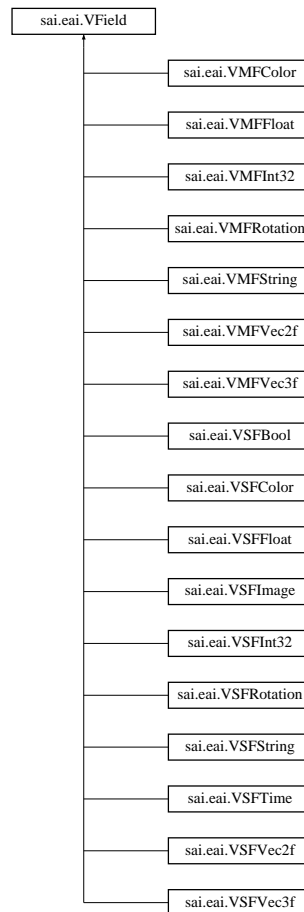 sai.eai.VField
sai.eai.VMFColor
sai.eai.VMFFloat
sai.eai.VMFInt32
sai.eai.VMFRotation
sai.eai.VMFString
sai.eai.VMFVec2f
sai.eai.VMFVec3f
sai.eai.VSFBool
sai.eai.VSFColor
sai.eai.VSFFloat
sai.eai.VSFImage
sai.eai.VSFInt32
sai.eai.VSFRotation
sai.eai.VSFString
sai.eai.VSFTime
sai.eai.VSFVec2f
sai.eai.VSFVec3f